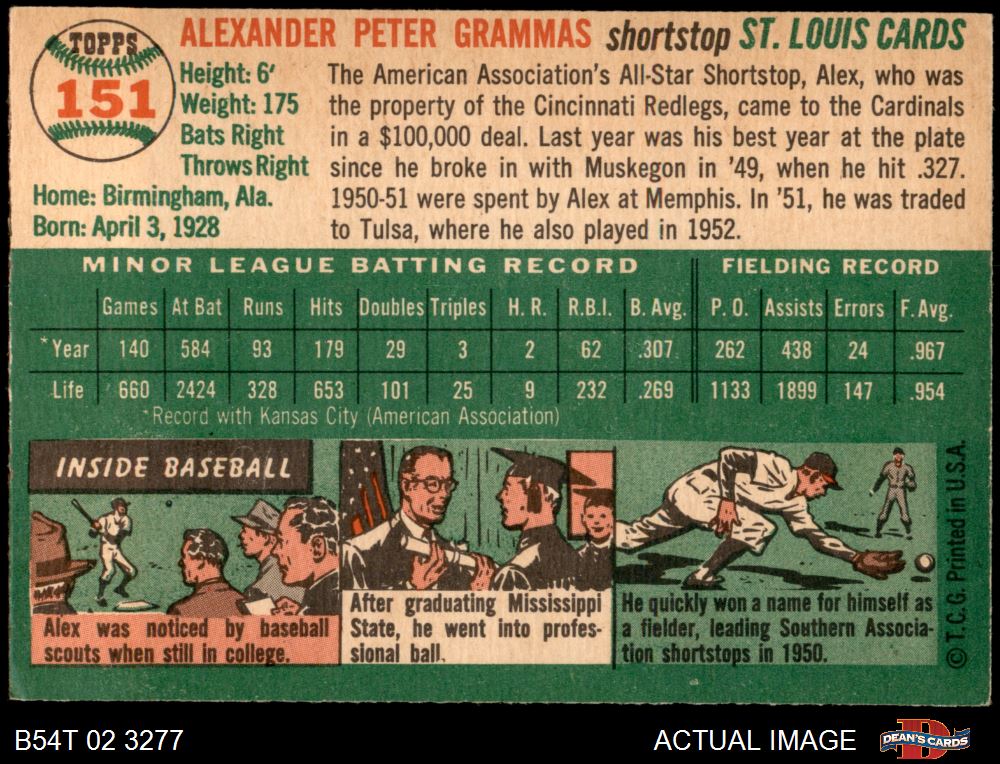 TOPPS
151
ALEXANDER PETER GRAMMAS shortstop ST. LOUIS CARDS
Height: 6'
Weight: 175
Bats Right
Throws Right
Home: Birmingham, Ala.
Born: April 3, 1928
The American Association's All-Star Shortstop, Alex, who was
the property of the Cincinnati Redlegs, came to the Cardinals
in a $100,000 deal. Last year was his best year at the plate
since he broke in with Muskegon in '49, when he hit .327.
1950-51 were spent by Alex at Memphis. In '51, he was traded
to Tulsa, where he also played in 1952.
MINOR LEAGUE BATTING RECORD FIELDING RECORD
Games At Bat Runs Hits Doubles Triples H. R. R.B.I. B. Avg. P. O. Assists Errors F. Avg.
*Year 140 584 93 179 29 3 2 62 .307 262 438 24 .967
Life 660 2424 328 653 101 25 9 232 .269 1133 1899 147 .954
*Record with Kansas City (American Association)
INSIDE BASEBALL
Alex was noticed by baseball
scouts when still in college.
After graduating Mississippi
State, he went into profes-
sional ball.
He quickly won a name for himself as
a fielder, leading Southern Associa-
tion shortstops in 1950.
© T.C.G. Printed in U.S.A.
B54T 02 3277
ACTUAL IMAGE
DEAN'S CARDS